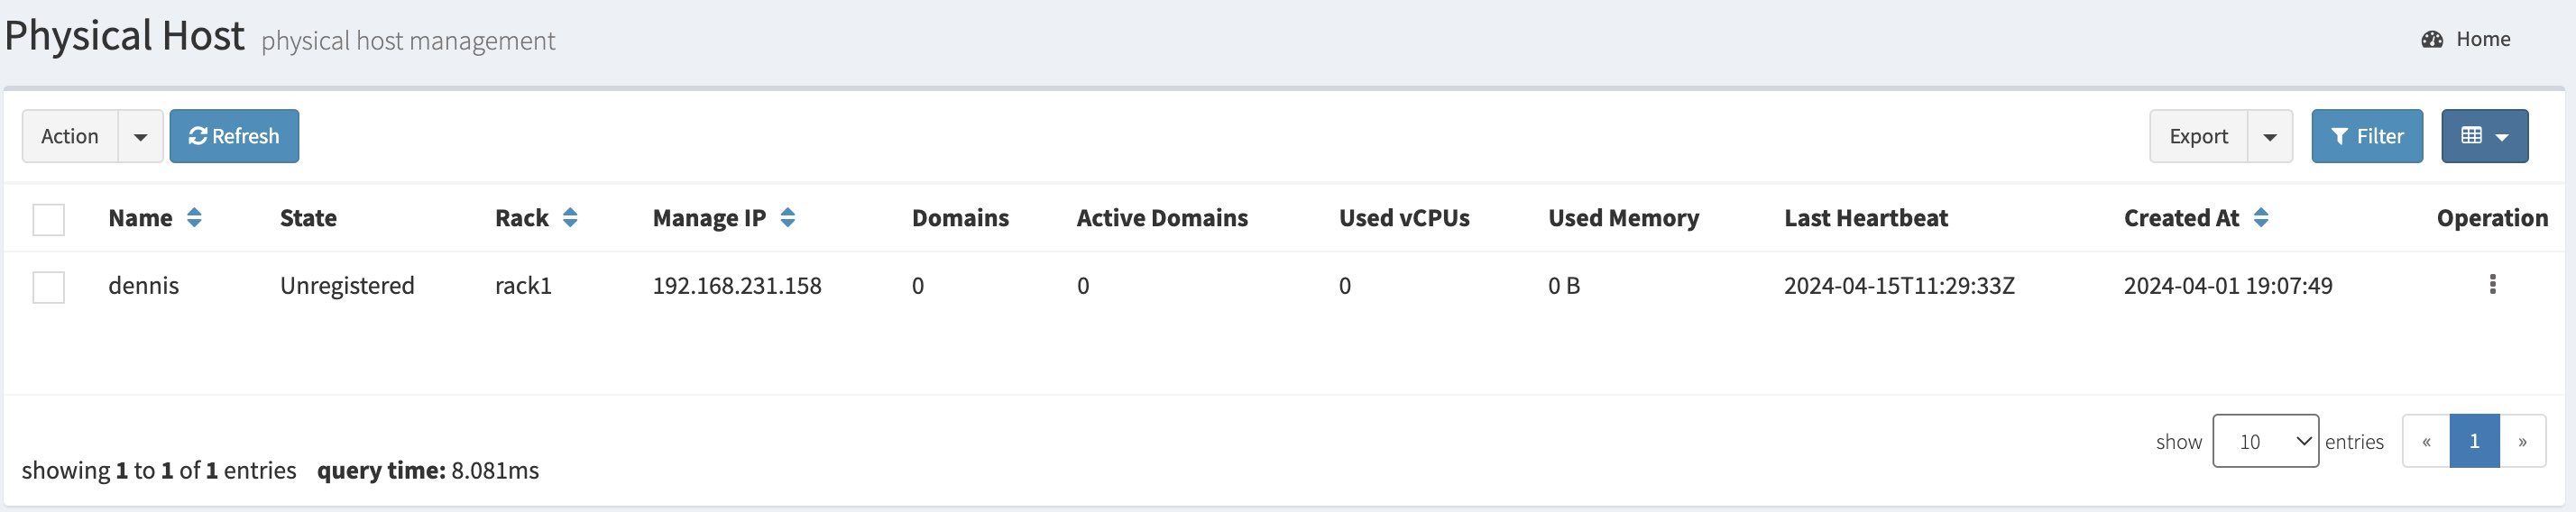 Physical Host physical host management Home
Action Refresh Export Filter
Name State Rack Manage IP Domains Active Domains Used vCPUs Used Memory Last Heartbeat Created At Operation
dennis Unregistered rack1 192.168.231.158 0 0 0 0 B 2024-04-15T11:29:33Z 2024-04-01 19:07:49
show 10 entries « 1 »
showing 1 to 1 of 1 entries query time: 8.081ms